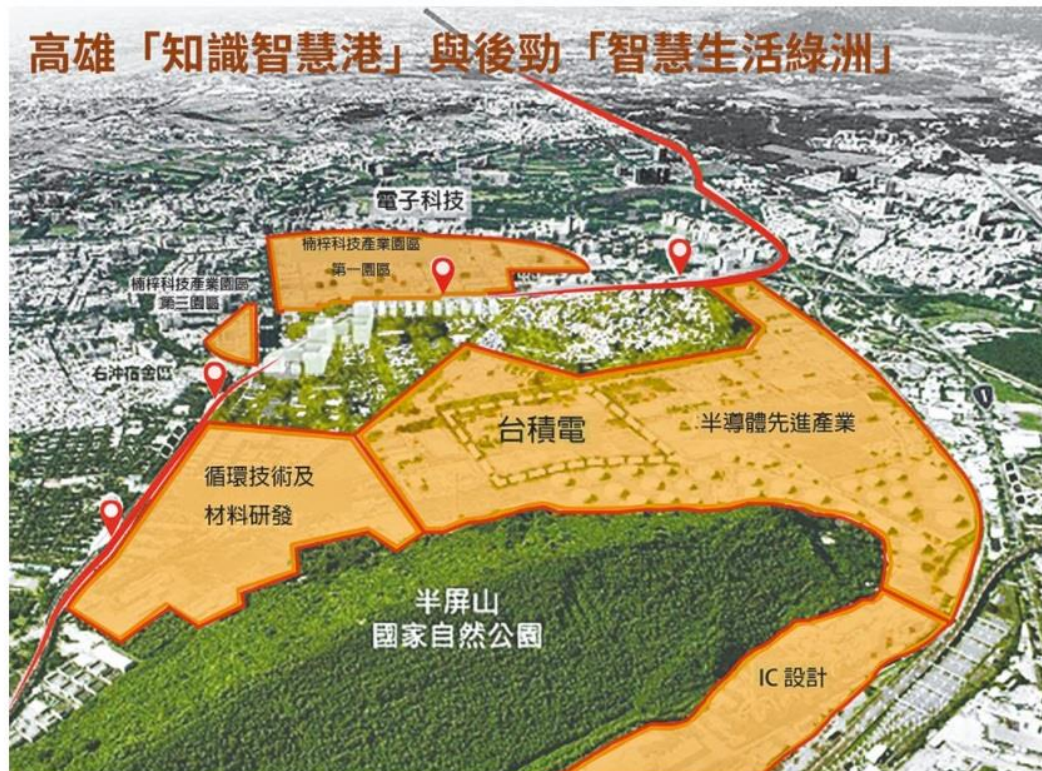 高雄「知識智慧港」與後勁「智慧生活綠洲」
電子科技
楠梓科技產業園區
第一園區
楠梓科技產業園區
第三園區
右沖宿舍區
台積電
半導體先進產業
循環技術及
材料研發
半屏山
國家自然公園
IC 設計
1